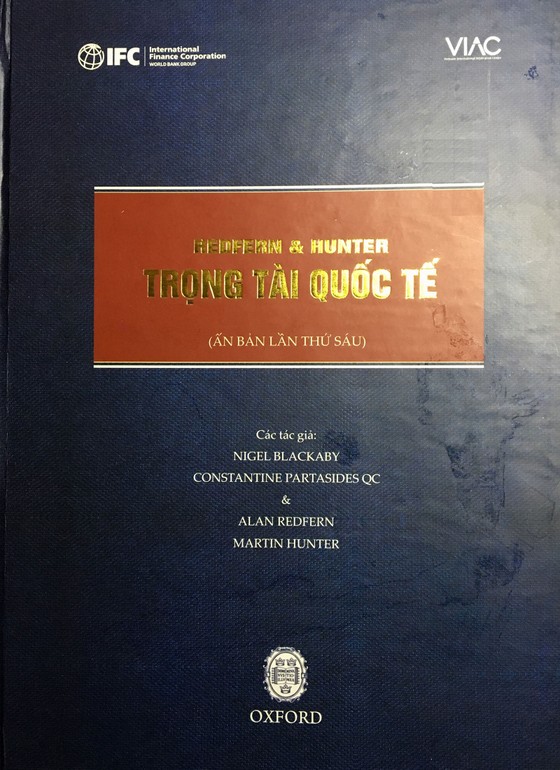 IFC
International
Finance Corporation
WORLD BANK GROUP
VIAC
REDFERN & HUNTER
TRỌNG TÀI QUỐC TẾ
(ẤN BẢN LẦN THỨ SÁU)
Các tác giả:
NIGEL BLACKABY
CONSTANTINE PARTASIDES QC
&
ALAN REDFERN
MARTIN HUNTER
OXFORD